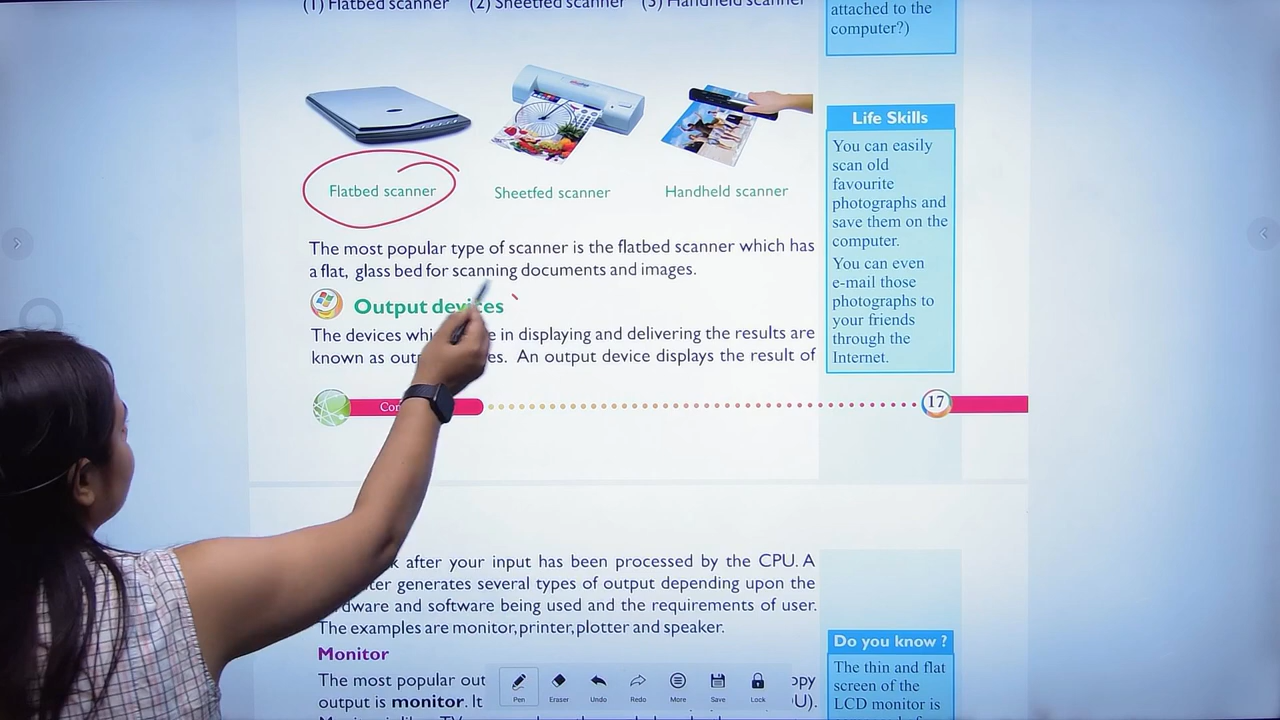 (1) Flatbed scanner (2) Sheetfed scanner (3) Handheld scanner
attached to the
computer?)
Flatbed scanner
Sheetfed scanner
Handheld scanner
The most popular type of scanner is the flatbed scanner which has
a flat, glass bed for scanning documents and images.
Output devices
The devices in displaying and delivering the results are
known as An output device displays the result of
Life Skills
You can easily
scan old
favourite
photographs and
save them on the
computer.
You can even
e-mail those
photographs to
your friends
through the
Internet.
17
after your input has been processed by the CPU. A
generates several types of output depending upon the
and software being used and the requirements of user.
The examples are monitor, printer, plotter and speaker.
Monitor
The most popular
output is monitor. It
Do you know ?
The thin and flat
screen of the
LCD monitor is
Pen
Eraser
Undo
Redo
More
Save
Lock